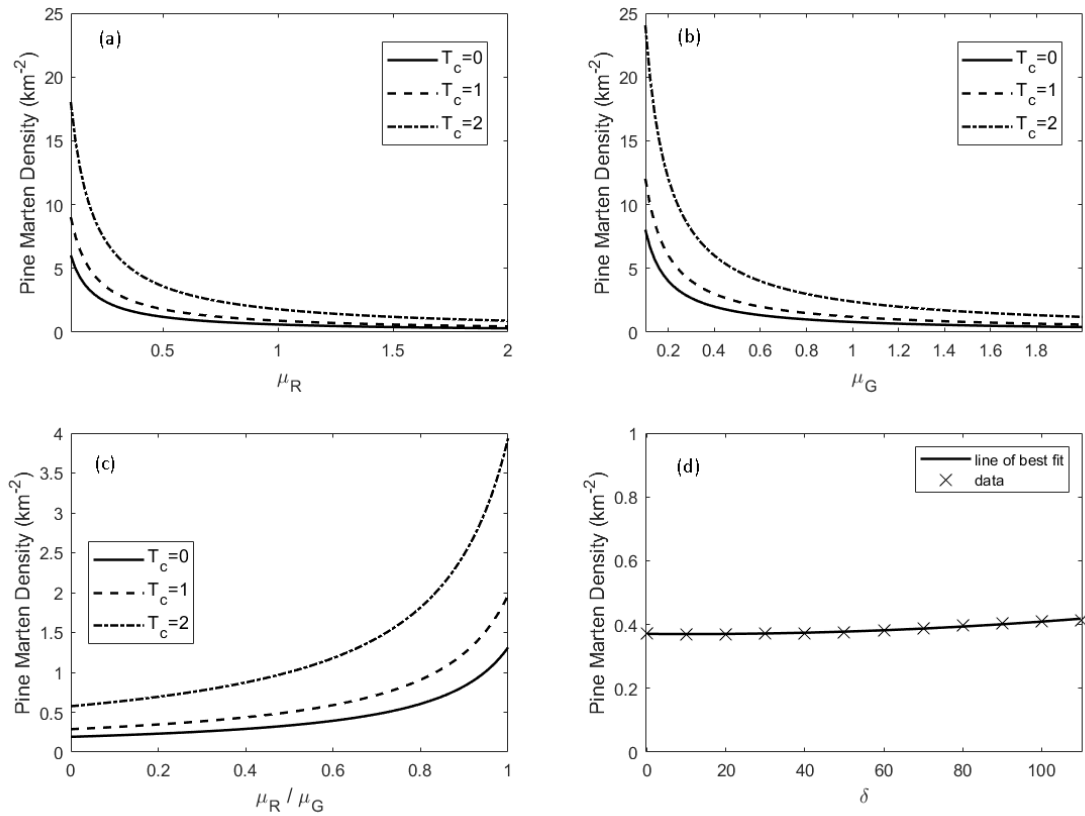 (a)
T_c=0
T_c=1
T_c=2
Pine Marten Density (km^-2)
25
20
15
10
5
0
0.5
1
1.5
2
μ_R
(b)
T_c=0
T_c=1
T_c=2
Pine Marten Density (km^-2)
25
20
15
10
5
0
0.2
0.4
0.6
0.8
1
1.2
1.4
1.6
1.8
μ_G
(c)
T_c=0
T_c=1
T_c=2
Pine Marten Density (km^-2)
4
3.5
3
2.5
2
1.5
1
0.5
0
0
0.2
0.4
0.6
0.8
1
μ_R / μ_G
(d)
line of best fit
data
Pine Marten Density (km^-2)
1
0.8
0.6
0.4
0.2
0
0
20
40
60
80
100
δ